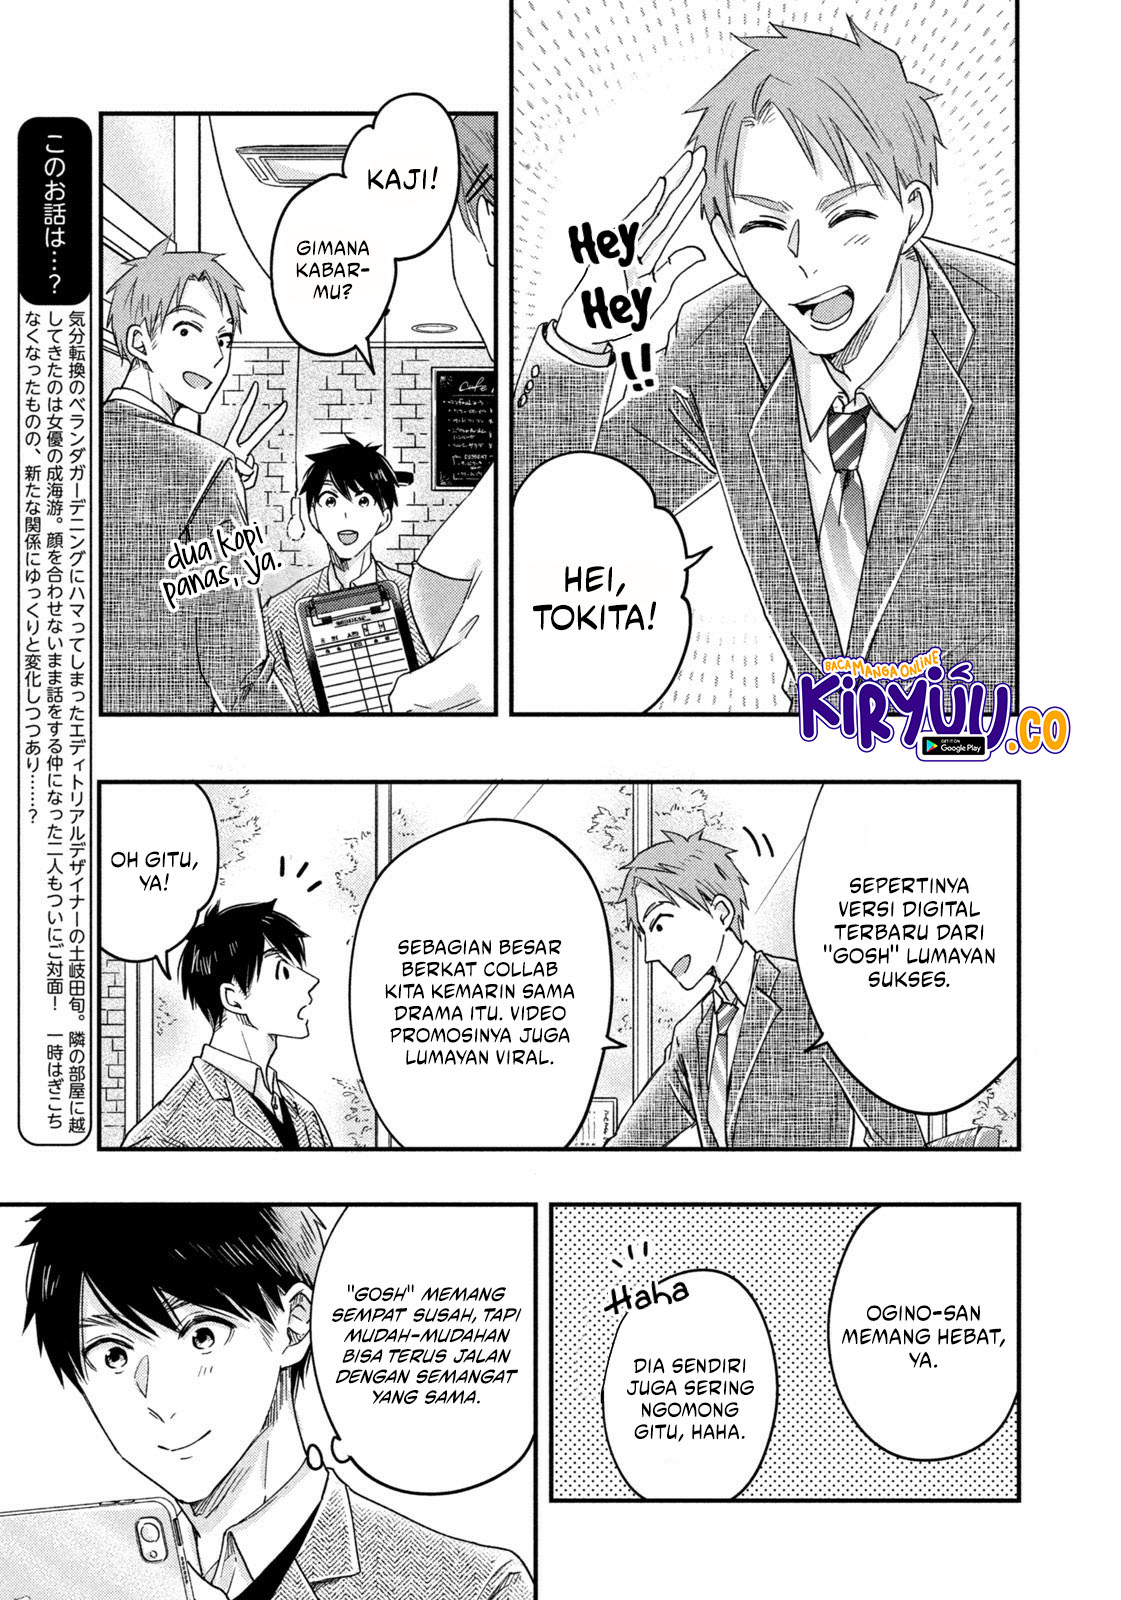 Hey
Hey
!!
HEI,
TOKITA!
KAJI!
GIMANA
KABAR-
MU?
Cafe
dua kopi
panas, ya.
BACA MANGA ONLINE
KIRYUU.CO
GET IT ON
Google Play
このお話は…?
気分転換のベランダガーデニングにハマってしまったエディトリアルデザイナーの土岐田旬。隣の部屋に越
してきたのは女優の成海游。顔を合わせないまま話をする仲になった二人もついにご対面！　一時はぎこち
なくなったものの、新たな関係にゆっくりと変化しつつあり……?
SEPERTINYA
VERSI DIGITAL
TERBARU DARI
"GOSH" LUMAYAN
SUKSES.
SEBAGIAN BESAR
BERKAT COLLAB
KITA KEMARIN SAMA
DRAMA ITU. VIDEO
PROMOSINYA JUGA
LUMAYAN VIRAL.
OH GITU,
YA!
OGINO-SAN
MEMANG HEBAT,
YA.
Haha
DIA SENDIRI
JUGA SERING
NGOMONG
GITU, HAHA.
"GOSH" MEMANG
SEMPAT SUSAH, TAPI
MUDAH-MUDAHAN
BISA TERUS JALAN
DENGAN SEMANGAT
YANG SAMA.